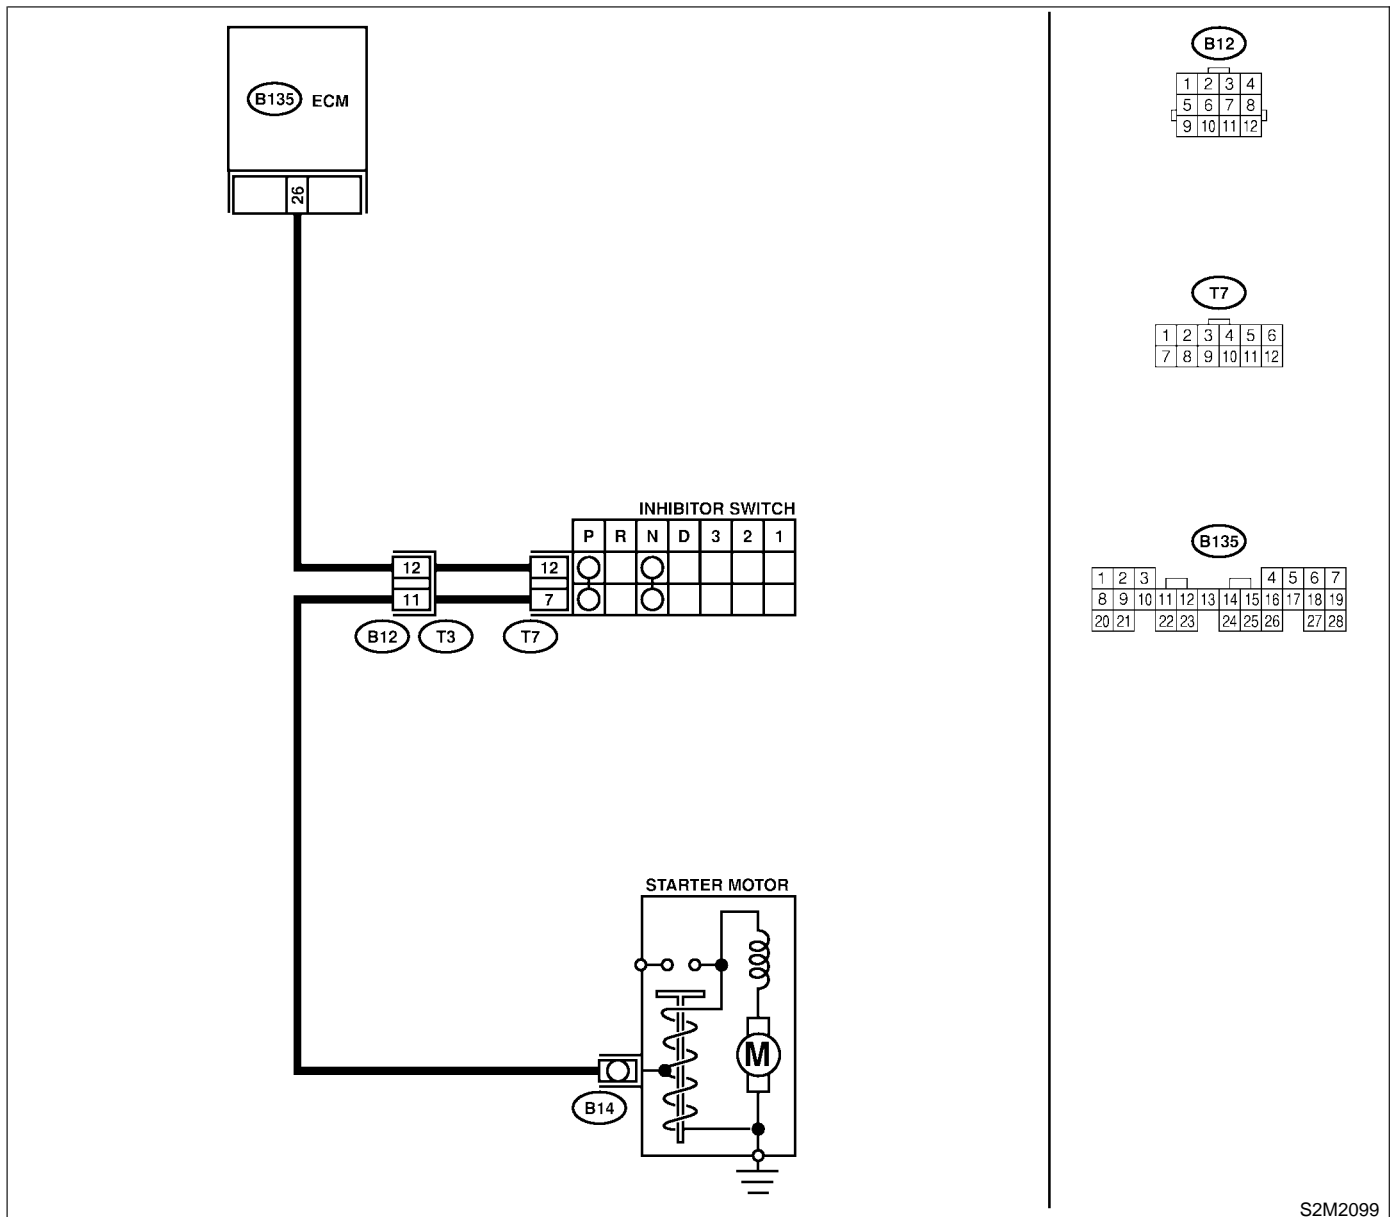 B135 ECM
26
INHIBITOR SWITCH
P R N D 3 2 1
12 12
11 7
B12 T3 T7
STARTER MOTOR
M
B14
B12
1 2 3 4
5 6 7 8
9 10 11 12
T7
1 2 3 4 5 6
7 8 9 10 11 12
B135
1 2 3 4 5 6 7
8 9 10 11 12 13 14 15 16 17 18 19
20 21 22 23 24 25 26 27 28
S2M2099